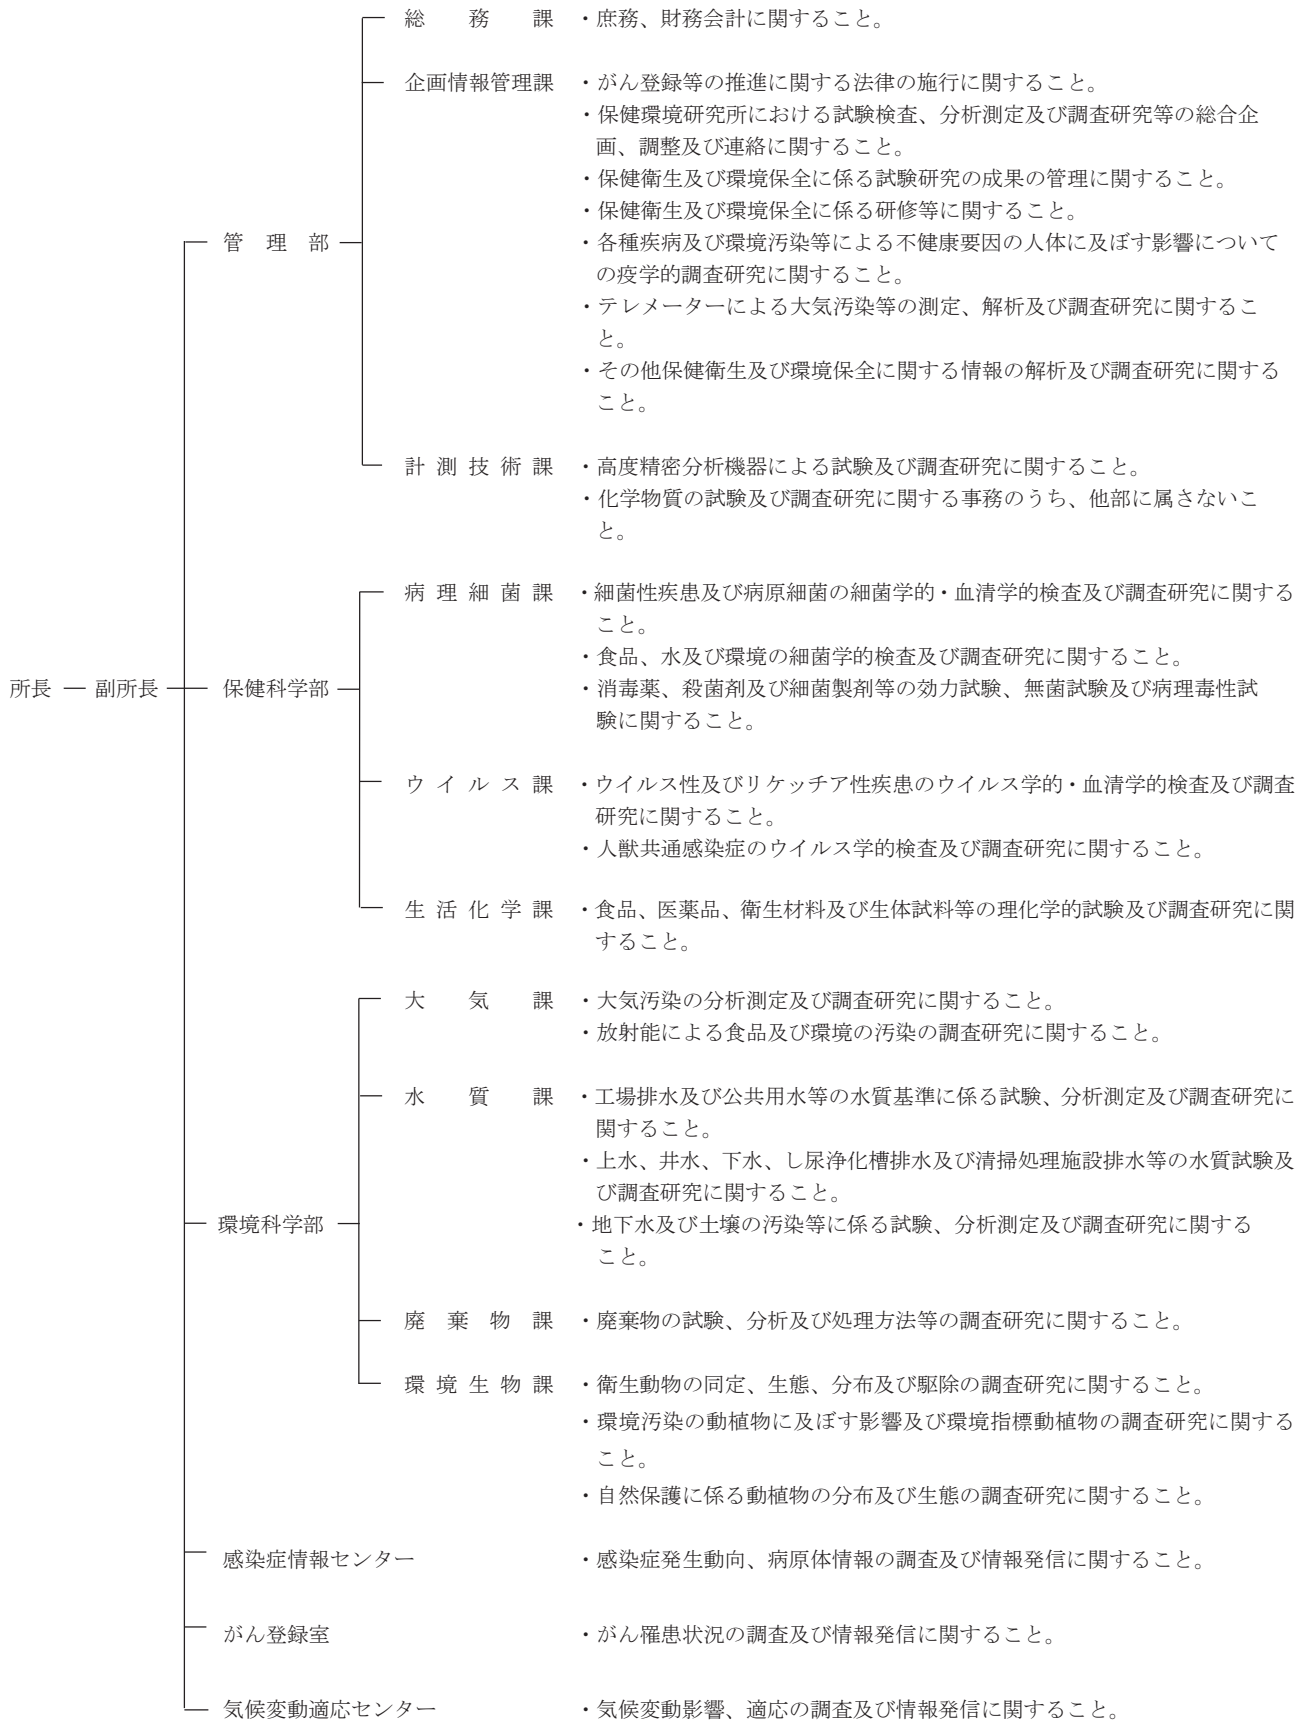 総務課 ・庶務、財務会計に関すること。
企画情報管理課 ・がん登録等の推進に関する法律の施行に関すること。
・保健環境研究所における試験検査、分析測定及び調査研究等の総合企
画、調整及び連絡に関すること。
・保健衛生及び環境保全に係る試験研究の成果の管理に関すること。
・保健衛生及び環境保全に係る研修等に関すること。
管理部 ・各種疾病及び環境汚染等による不健康要因の人体に及ぼす影響について
の疫学的調査研究に関すること。
・テレメーターによる大気汚染等の測定、解析及び調査研究に関するこ
と。
・その他保健衛生及び環境保全に関する情報の解析及び調査研究に関する
こと。
計測技術課 ・高度精密分析機器による試験及び調査研究に関すること。
・化学物質の試験及び調査研究に関する事務のうち、他部に属さないこ
と。
病理細菌課 ・細菌性疾患及び病原細菌の細菌学的・血清学的検査及び調査研究に関する
こと。
・食品、水及び環境の細菌学的検査及び調査研究に関すること。
所長 副所長 保健科学部 ・消毒薬、殺菌剤及び細菌製剤等の効力試験、無菌試験及び病理毒性試
験に関すること。
ウイルス課 ・ウイルス性及びリケッチア性疾患のウイルス学的・血清学的検査及び調査
研究に関すること。
・人獣共通感染症のウイルス学的検査及び調査研究に関すること。
生活化学課 ・食品、医薬品、衛生材料及び生体試料等の理化学的試験及び調査研究に関
すること。
大気課 ・大気汚染の分析測定及び調査研究に関すること。
・放射能による食品及び環境の汚染の調査研究に関すること。
水質課 ・工場排水及び公共用水等の水質基準に係る試験、分析測定及び調査研究に
関すること。
・上水、井水、下水、し尿浄化槽排水及び清掃処理施設排水等の水質試験及
び調査研究に関すること。
環境科学部 ・地下水及び土壌の汚染等に係る試験、分析測定及び調査研究に関する
こと。
廃棄物課 ・廃棄物の試験、分析及び処理方法等の調査研究に関すること。
環境生物課 ・衛生動物の同定、生態、分布及び駆除の調査研究に関すること。
・環境汚染の動植物に及ぼす影響及び環境指標動植物の調査研究に関する
こと。
・自然保護に係る動植物の分布及び生態の調査研究に関すること。
感染症情報センター ・感染症発生動向、病原体情報の調査及び情報発信に関すること。
がん登録室 ・がん罹患状況の調査及び情報発信に関すること。
気候変動適応センター ・気候変動影響、適応の調査及び情報発信に関すること。